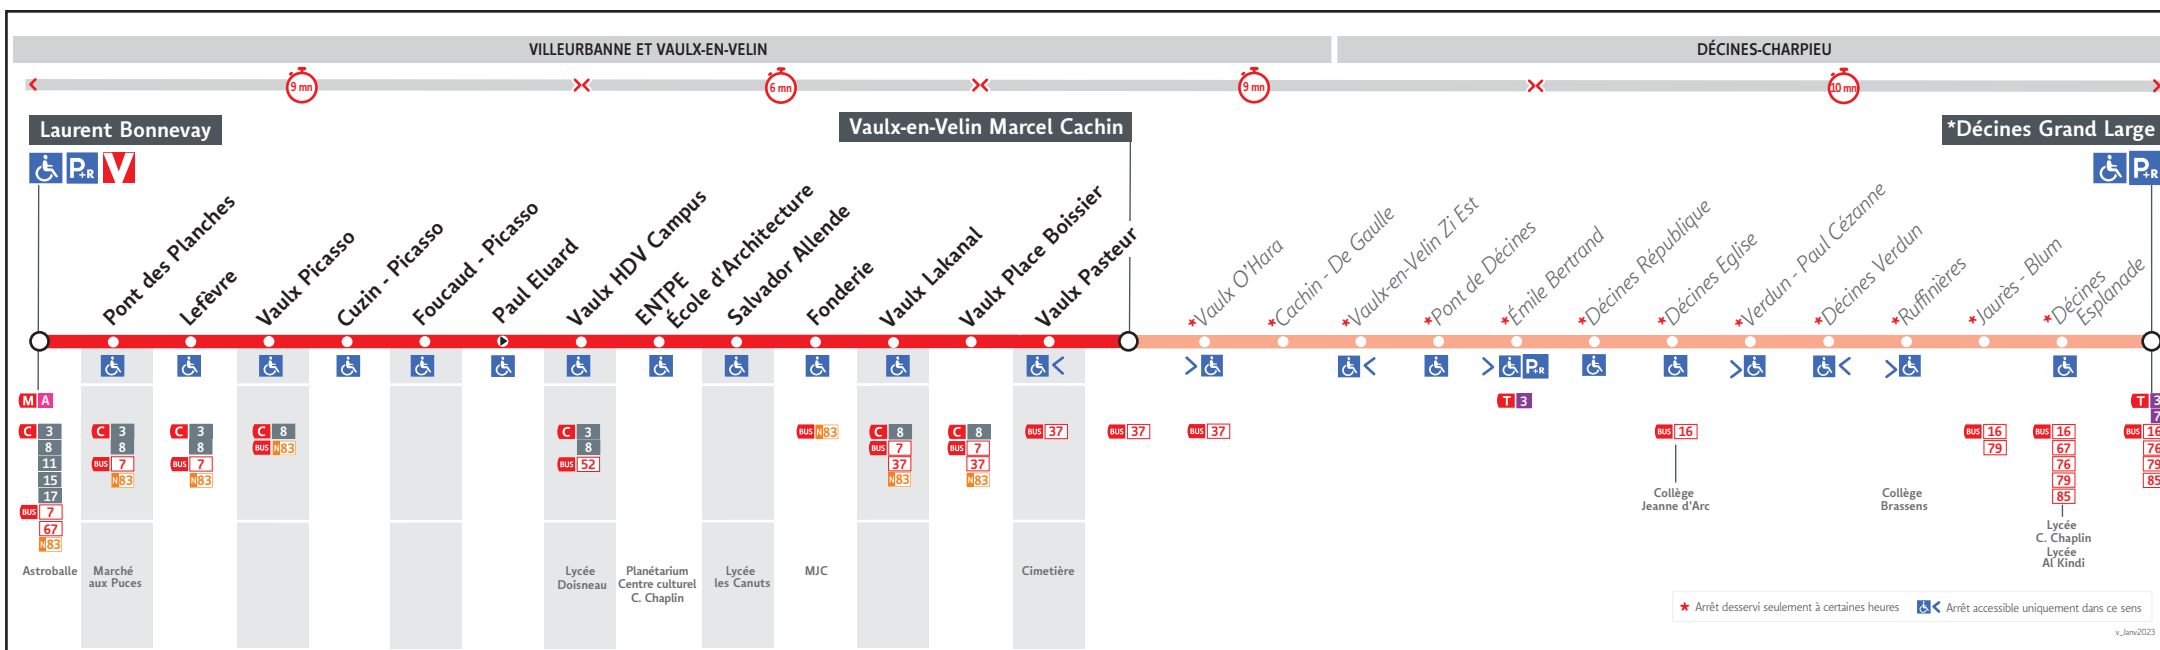 VILLEURBANNE ET VAULX-EN-VELIN
DÉCINES-CHARPIEU
9 mn
6 mn
9 mn
10 mn
Laurent Bonnevay
Vaulx-en-Velin Marcel Cachin
*Décines Grand Large
P+R V
P+R
Pont des Planches
Lefèvre
Vaulx Picasso
Cuzin - Picasso
Foucaud - Picasso
Paul Eluard
Vaulx HDV Campus
ENTPE
École d'Architecture
Salvador Allende
Fonderie
Vaulx Lakanal
Vaulx Place Boissier
Vaulx Pasteur
*Vaulx O'Hara
*Cachin - De Gaulle
*Vaulx-en-Velin Zi Est
*Pont de Décines
*Émile Bertrand
*Décines République
*Décines Eglise
*Verdun - Paul Cézanne
*Décines Verdun
*Ruffinières
*Jaurès - Blum
*Décines
Esplanade
M A
C 3
8
11
15
17
BUS 7
67
N83
Astroballe
C 3
8
BUS 7
N83
Marché
aux Puces
C 3
8
BUS 7
N83
C 8
BUS N83
C 3
8
BUS 52
Lycée
Doisneau
Planétarium
Centre culturel
C. Chaplin
Lycée
les Canuts
BUS N83
MJC
C 8
BUS 7
37
N83
C 8
BUS 7
37
N83
BUS 37
Cimetière
BUS 37
BUS 37
P+R
T 3
BUS 16
Collège
Jeanne d'Arc
Collège
Brassens
BUS 16
79
BUS 16
67
76
79
85
Lycée
C. Chaplin
Lycée
Al Kindi
T 3
7
BUS 16
76
79
85
* Arrêt desservi seulement à certaines heures
< Arrêt accessible uniquement dans ce sens
v_Janv2023